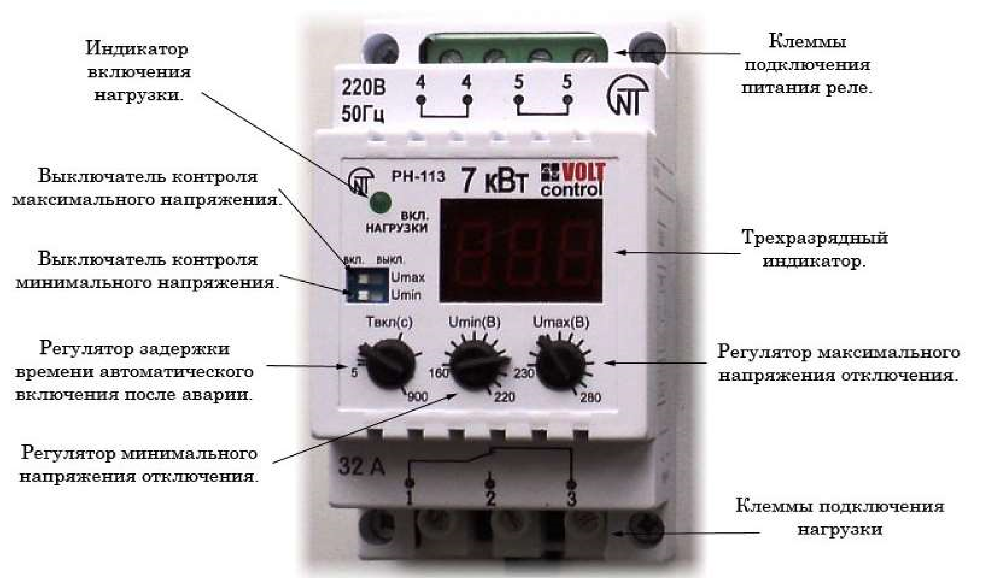 Индикатор
включения
нагрузки.
Выключатель контроля
максимального напряжения.
Выключатель контроля
минимального напряжения.
Регулятор задержки
времени автоматического
включения после аварии.
Регулятор минимального
напряжения отключения.
220В
50Гц
4 4 5 5
NT
NT
РН-113 7 кВт VOLT
control
ВКЛ.
НАГРУЗКИ
ВКЛ. ВЫКЛ.
Umax
Umin
Твкл(с) Umin(В) Umax(В)
5 160 230
900 220 280
32 А
1 2 3
Клеммы
подключения
питания реле.
Трехразрядный
индикатор.
Регулятор максимального
напряжения отключения.
Клеммы подключения
нагрузки